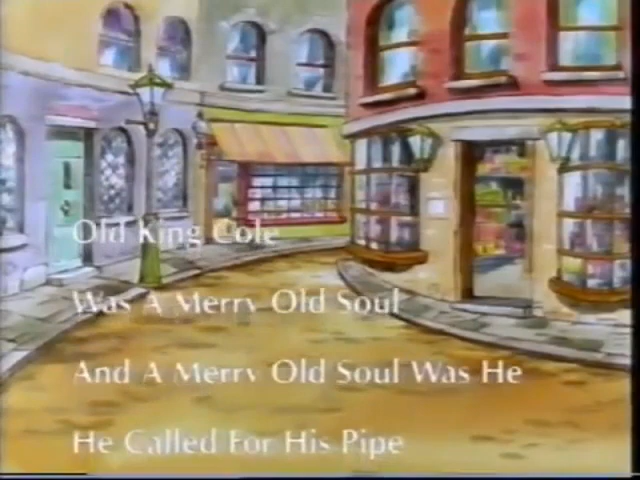 Old King Cole
Was A Merry Old Soul
And A Merry Old Soul Was He
He Called For His Pipe